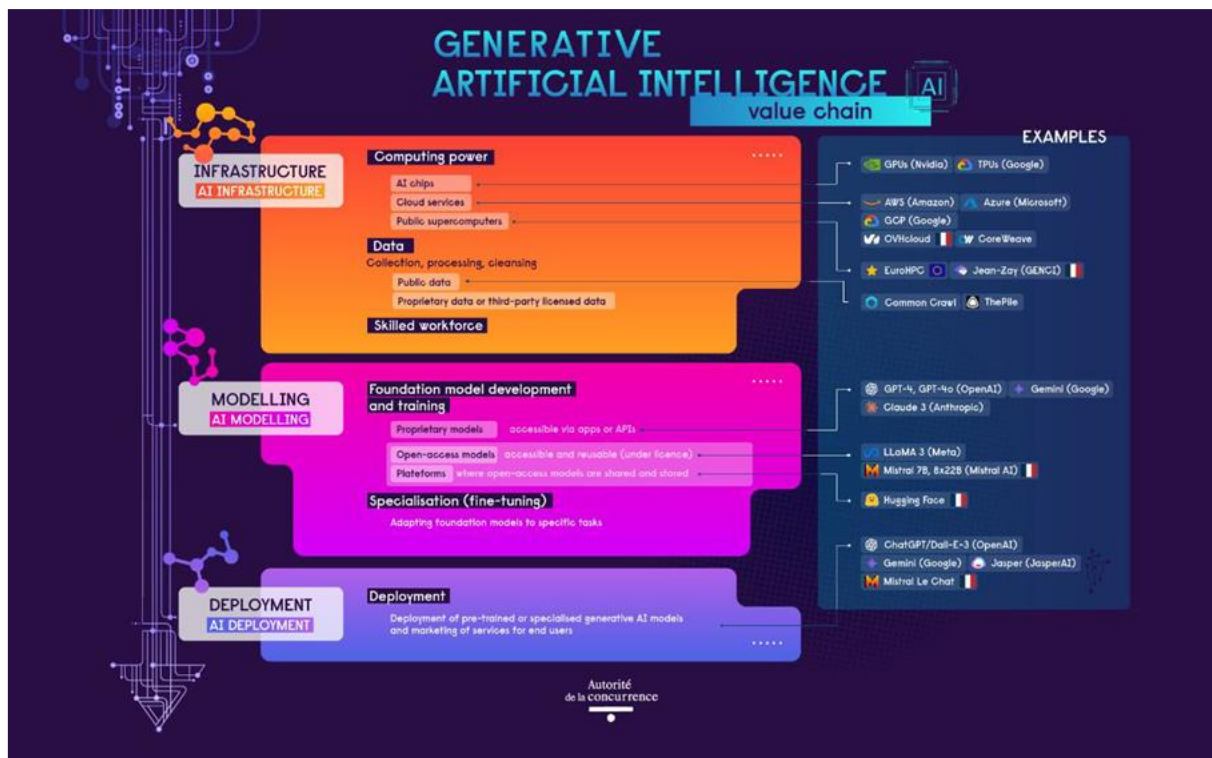 GENERATIVE
ARTIFICIAL INTELLIGENCE
AI
value chain
EXAMPLES
INFRASTRUCTURE
AI INFRASTRUCTURE
Computing power
AI chips
Cloud services
Public supercomputers
Data
Collection, processing, cleansing
Public data
Proprietary data or third-party licensed data
Skilled workforce
GPUs (Nvidia) TPUs (Google)
AWS (Amazon) Azure (Microsoft)
GCP (Google)
OVHcloud CoreWeave
EuroHPC Jean-Zay (GENCI)
Common Crawl ThePile
MODELLING
AI MODELLING
Foundation model development
and training
Proprietary models accessible via apps or APIs
Open-access models accessible and reusable (under licence)
Plateforms where open-access models are shared and shared
Specialisation (fine-tuning)
Adapting foundation models to specific tasks
GPT-4, GPT-4o (OpenAI) Gemini (Google)
Claude 3 (Anthropic)
LLaMA 3 (Meta)
Mistral 7B, 8x22B (Mistral AI)
Hugging Face
DEPLOYMENT
AI DEPLOYMENT
Deployment
Deployment of pre-trained or specialised generative AI models
and marketing of services for end users
ChatGPT/Dall-E-3 (OpenAI)
Gemini (Google) Jasper (JasperAI)
Mistral Le Chat
Autorité
de la concurrence